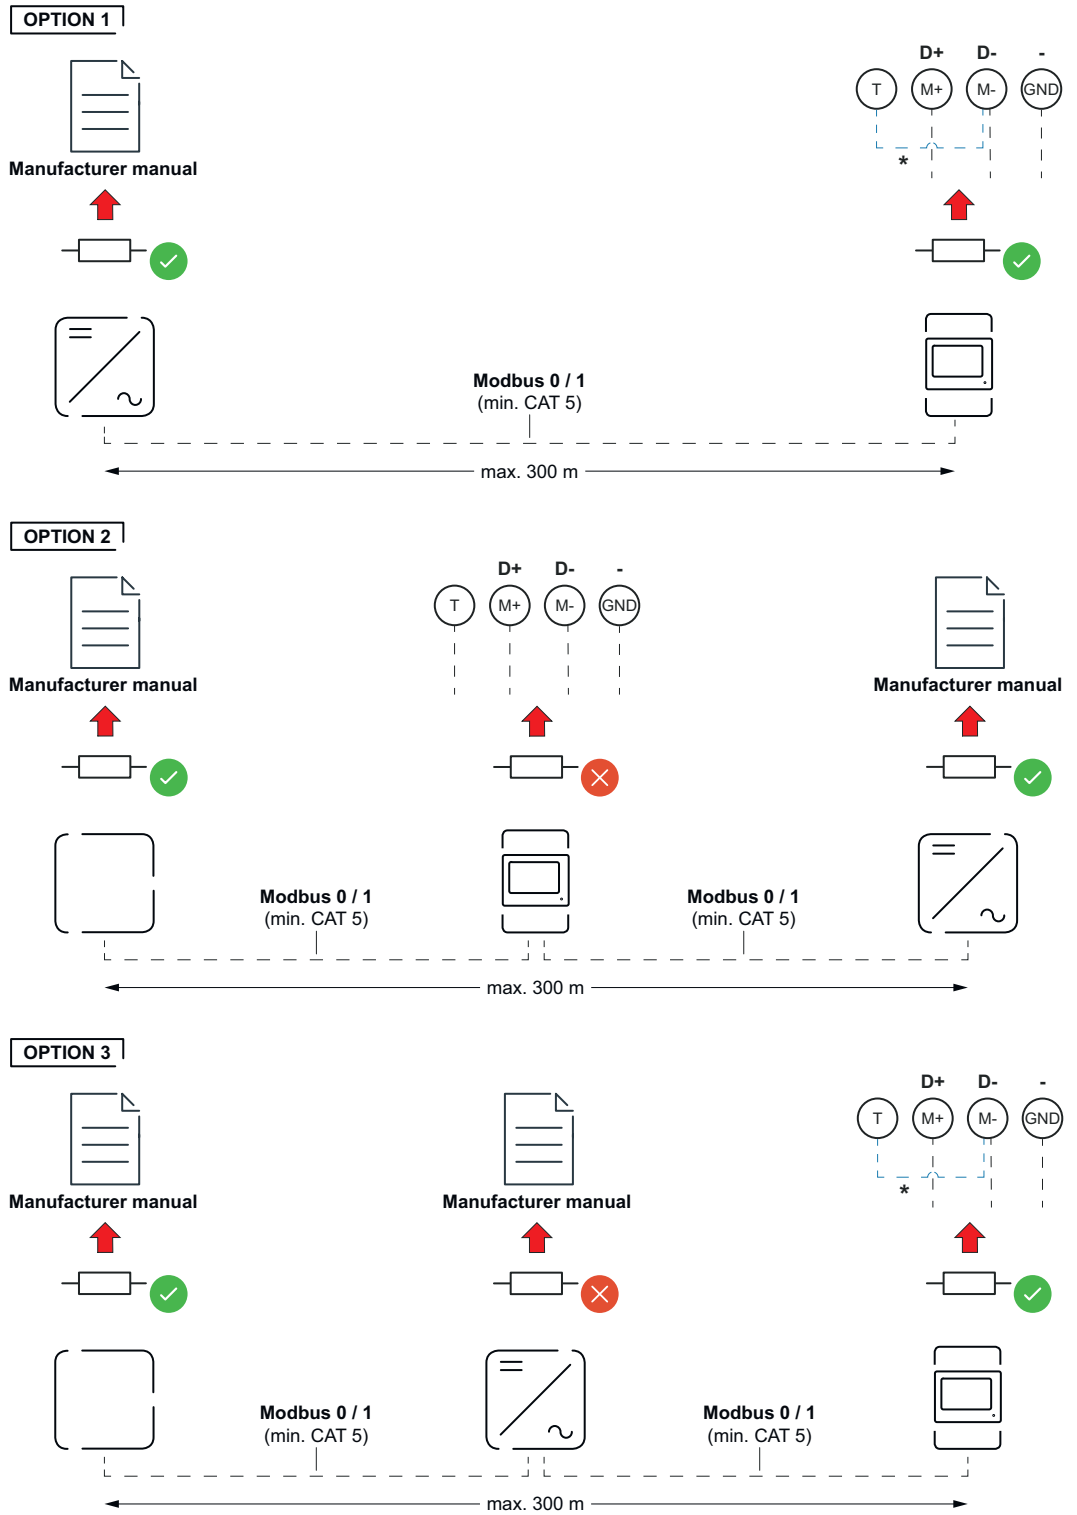 OPTION 1
D+ D- -
T M+ M- GND
*
Manufacturer manual
Modbus 0 / 1
(min. CAT 5)
max. 300 m
OPTION 2
D+ D- -
T M+ M- GND
Manufacturer manual
Manufacturer manual
Modbus 0 / 1
(min. CAT 5)
Modbus 0 / 1
(min. CAT 5)
max. 300 m
OPTION 3
D+ D- -
T M+ M- GND
*
Manufacturer manual
Manufacturer manual
Modbus 0 / 1
(min. CAT 5)
Modbus 0 / 1
(min. CAT 5)
max. 300 m